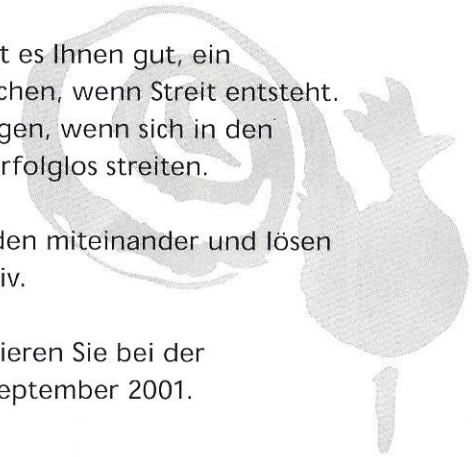 t es Ihnen gut, ein
chen, wenn Streit entsteht.
gen, wenn sich in den
rfolglos streiten.
den miteinander und lösen
iv.
ieren Sie bei der
eptember 2001.